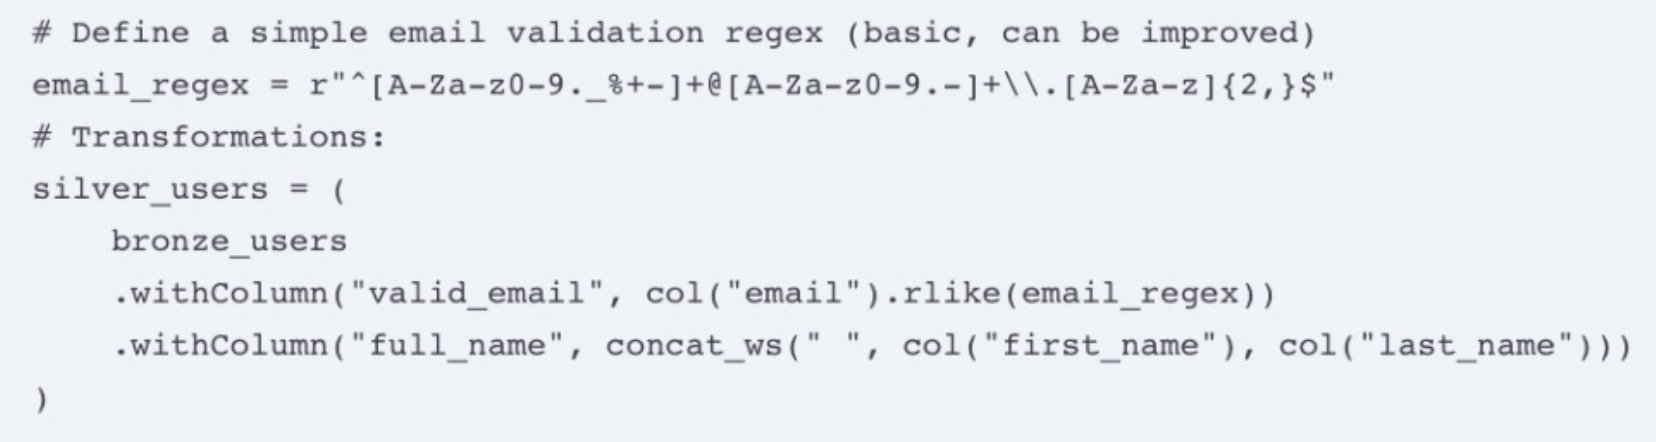 # Define a simple email validation regex (basic, can be improved)
email_regex = r"^[A-Za-z0-9._%+-]+@[A-Za-z0-9.-]+\\.[A-Za-z]{2,}$"
# Transformations:
silver_users = (
    bronze_users
    .withColumn("valid_email", col("email").rlike(email_regex))
    .withColumn("full_name", concat_ws(" ", col("first_name"), col("last_name")))
)